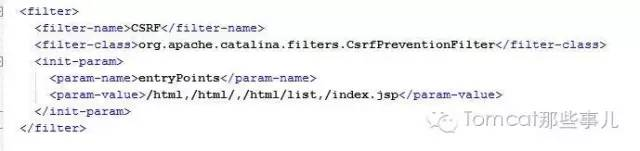 <filter>
<filter-name>CSRF</filter-name>
<filter-class>org.apache.catalina.filters.CsrfPreventionFilter</filter-class>
<init-param>
<param-name>entryPoints</param-name>
<param-value>/html,/html/,/html/list,/index.jsp</param-value>
</init-param>
</filter>
Tomcat那些事儿